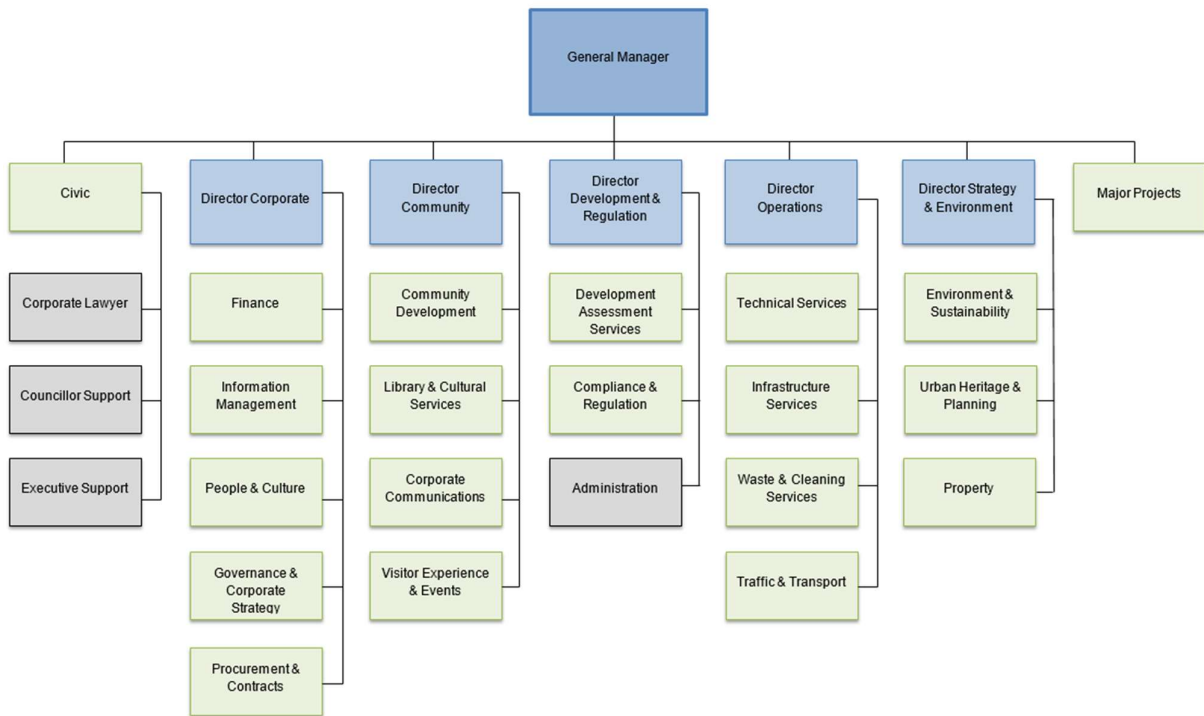 General Manager
Civic
Director Corporate
Director
Community
Director
Development &
Regulation
Director
Operations
Director Strategy
& Environment
Major Projects
Corporate Lawyer
Finance
Community
Development
Development
Assessment
Services
Technical Services
Environment &
Sustainability
Councillor Support
Information
Management
Library & Cultural
Services
Compliance &
Regulation
Infrastructure
Services
Urban Heritage &
Planning
Executive Support
People & Culture
Corporate
Communications
Administration
Waste & Cleaning
Services
Property
Governance &
Corporate
Strategy
Visitor Experience
& Events
Traffic & Transport
Procurement &
Contracts